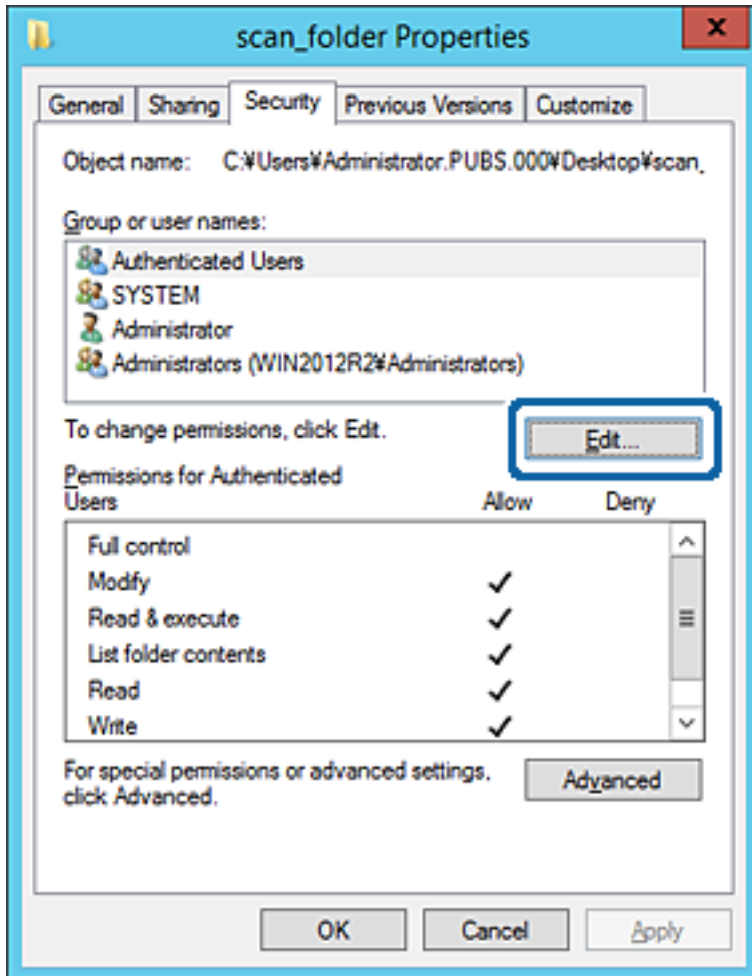 scan_folder Properties
x
General Sharing Security Previous Versions Customize
Object name: C:¥Users¥Administrator.PUBS.000¥Desktop¥scan_
Group or user names:
Authenticated Users
SYSTEM
Administrator
Administrators (WIN2012R2¥Administrators)
To change permissions, click Edit.
Edit...
Permissions for Authenticated
Users Allow Deny
Full control
Modify
Read & execute
List folder contents
Read
Write
For special permissions or advanced settings,
click Advanced.
Advanced
OK Cancel Apply